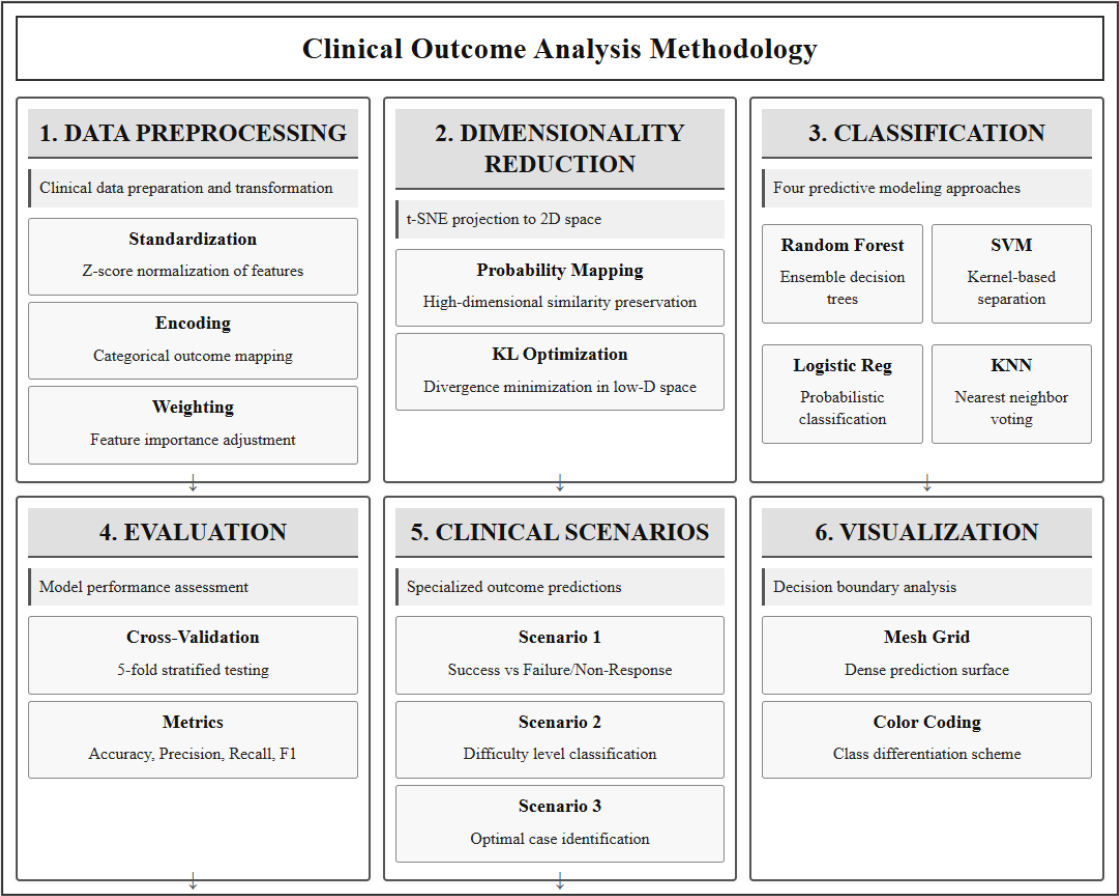 Clinical Outcome Analysis Methodology
1. DATA PREPROCESSING
Clinical data preparation and transformation
Standardization
Z-score normalization of features
Encoding
Categorical outcome mapping
Weighting
Feature importance adjustment
↓
2. DIMENSIONALITY
REDUCTION
t-SNE projection to 2D space
Probability Mapping
High-dimensional similarity preservation
KL Optimization
Divergence minimization in low-D space
↓
3. CLASSIFICATION
Four predictive modeling approaches
Random Forest
Ensemble decision
trees
SVM
Kernel-based
separation
Logistic Reg
Probabilistic
classification
KNN
Nearest neighbor
voting
↓
4. EVALUATION
Model performance assessment
Cross-Validation
5-fold stratified testing
Metrics
Accuracy, Precision, Recall, F1
↓
5. CLINICAL SCENARIOS
Specialized outcome predictions
Scenario 1
Success vs Failure/Non-Response
Scenario 2
Difficulty level classification
Scenario 3
Optimal case identification
↓
6. VISUALIZATION
Decision boundary analysis
Mesh Grid
Dense prediction surface
Color Coding
Class differentiation scheme